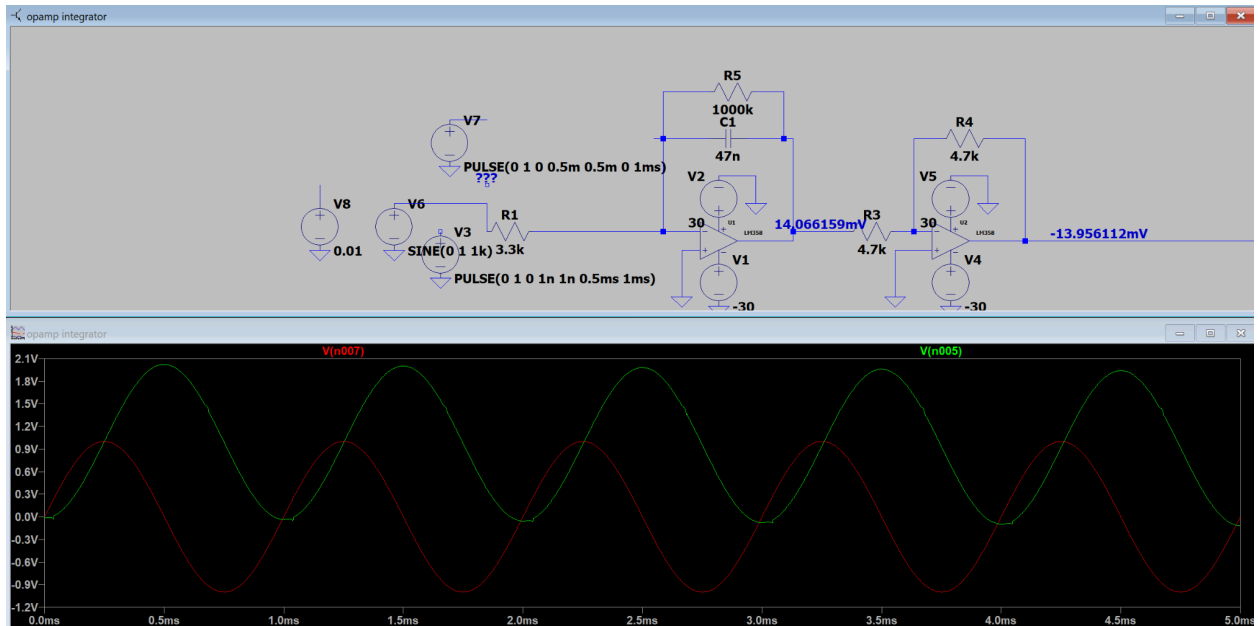 opamp integrator
R5
1000k
C1
47n
R4
4.7k
V7
PULSE(0 1 0 0.5m 0.5m 0 1ms)
???
V2
V5
V8
V6
R1
30
U1
14.066159mV
R3
30
U2
0.01
SINE(0 1 1k)
V3
3.3k
LM358
4.7k
LM358
-13.956112mV
PULSE(0 1 0 1n 1n 0.5ms 1ms)
V1
V4
-30
-30
opamp integrator
V(n007)
V(n005)
2.1V
1.8V
1.5V
1.2V
0.9V
0.6V
0.3V
0.0V
-0.3V
-0.6V
-0.9V
-1.2V
0.0ms
0.5ms
1.0ms
1.5ms
2.0ms
2.5ms
3.0ms
3.5ms
4.0ms
4.5ms
5.0ms